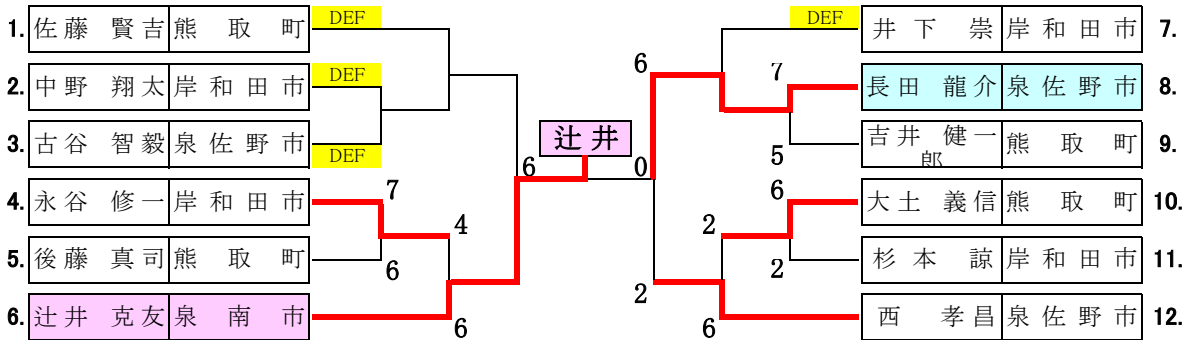 1. 佐藤 賢吉 熊取町 DEF
2. 中野 翔太 岸和田市 DEF
3. 古谷 智毅 泉佐野市 DEF
4. 永谷 修一 岸和田市 7
5. 後藤 真司 熊取町 6
6. 辻井 克友 泉南市 6
4
6
辻井
0
6
2
DEF 井下 崇 岸和田市 7.
7 長田 龍介 泉佐野市 8.
5 吉井 健一郎 熊取町 9.
6 大土 義信 熊取町 10.
2 杉本 諒 岸和田市 11.
6 西 孝昌 泉佐野市 12.
2